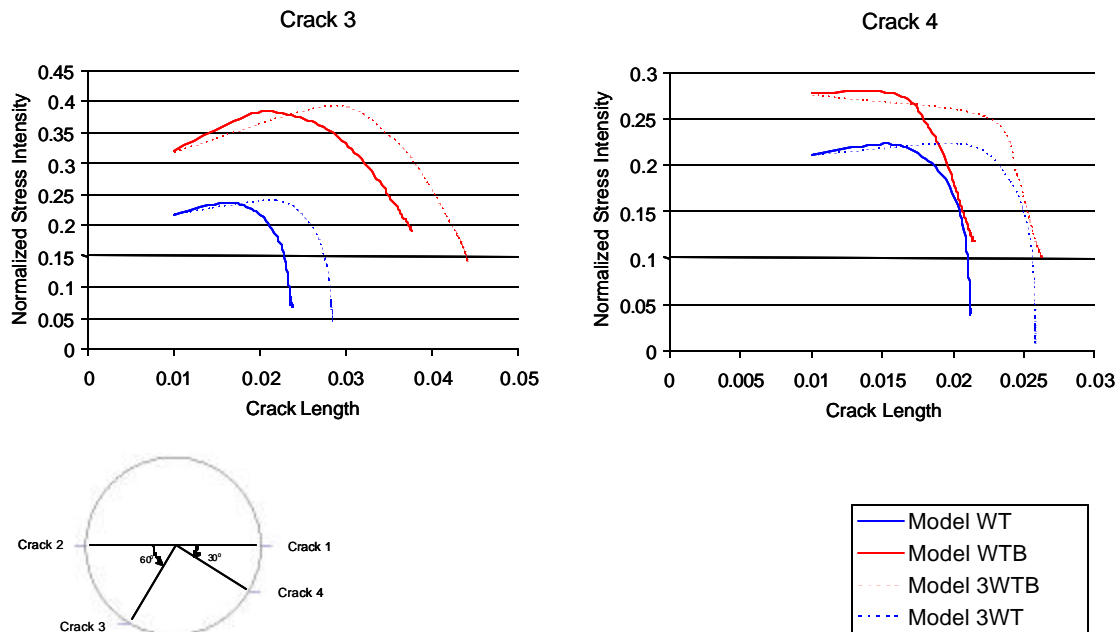 Crack 3
Normalized Stress Intensity
0.45
0.4
0.35
0.3
0.25
0.2
0.15
0.1
0.05
0
0 0.01 0.02 0.03 0.04 0.05
Crack Length
Crack 4
Normalized Stress Intensity
0.3
0.25
0.2
0.15
0.1
0.05
0
0 0.005 0.01 0.015 0.02 0.025 0.03
Crack Length
Crack 2
60°
30°
Crack 1
Crack 4
Crack 3
Model WT
Model WTB
Model 3WTB
Model 3WT